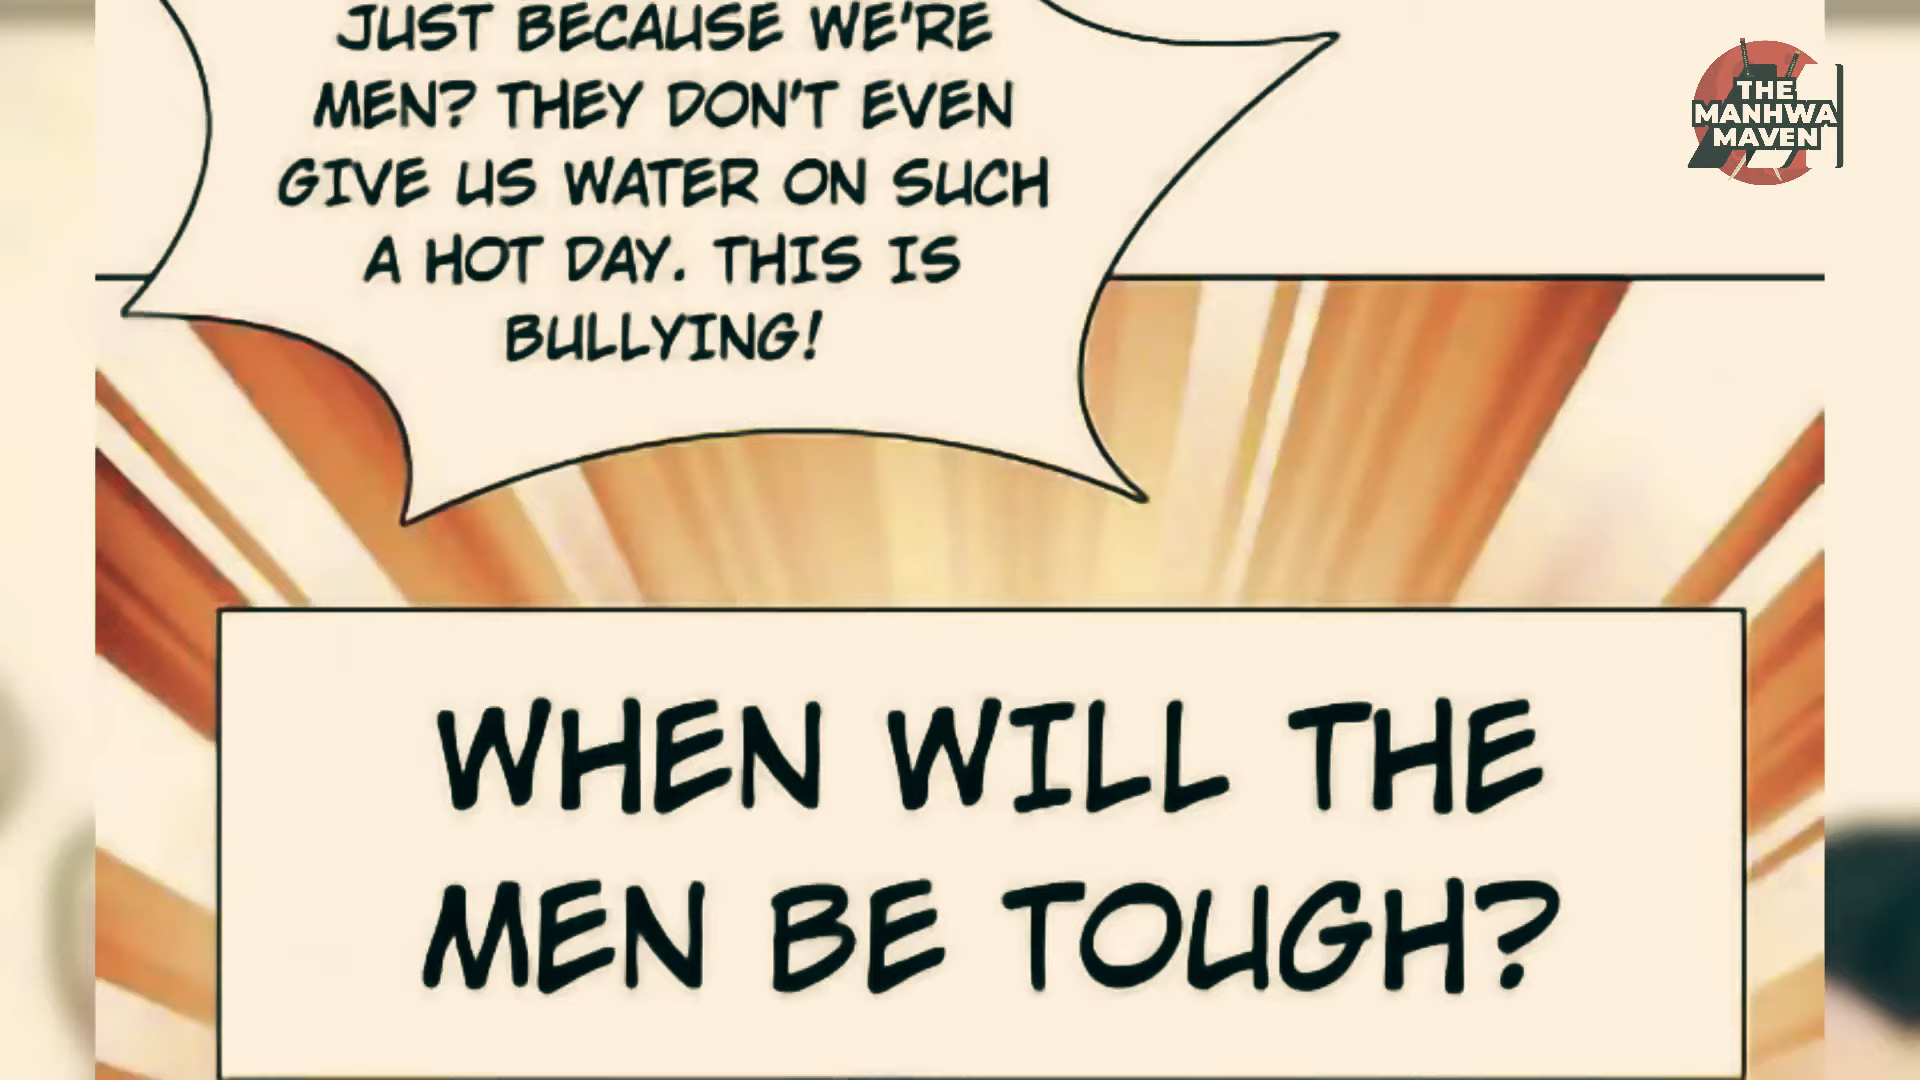 JUST BECAUSE WE'RE
MEN? THEY DON'T EVEN
GIVE US WATER ON SUCH
A HOT DAY. THIS IS
BULLYING!
THE
MANHWA
MAVEN
WHEN WILL THE
MEN BE TOUGH?